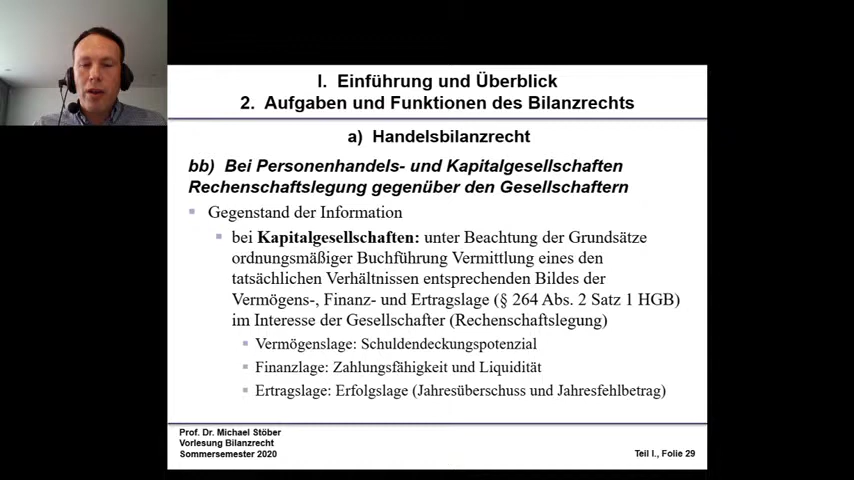 I. Einführung und Überblick
2. Aufgaben und Funktionen des Bilanzrechts
a) Handelsbilanzrecht
bb) Bei Personenhandels- und Kapitalgesellschaften
Rechenschaftslegung gegenüber den Gesellschaftern
Gegenstand der Information
bei Kapitalgesellschaften: unter Beachtung der Grundsätze
ordnungsmäßiger Buchführung Vermittlung eines den
tatsächlichen Verhältnissen entsprechenden Bildes der
Vermögens-, Finanz- und Ertragslage (§ 264 Abs. 2 Satz 1 HGB)
im Interesse der Gesellschafter (Rechenschaftslegung)
Vermögenslage: Schuldendeckungspotenzial
Finanzlage: Zahlungsfähigkeit und Liquidität
Ertragslage: Erfolgslage (Jahresüberschuss und Jahresfehlbetrag)
Prof. Dr. Michael Stöber
Vorlesung Bilanzrecht
Sommersemester 2020
Teil I., Folie 29